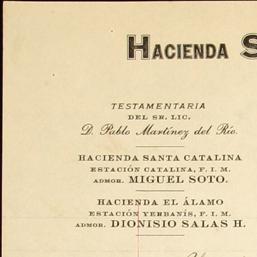 HACIENDA S
TESTAMENTARIA
DEL SR. LIC.
D. Pablo Martínez del Río.
HACIENDA SANTA CATALINA
ESTACIÓN CATALINA, F. I. M.
ADMOR. MIGUEL SOTO.
HACIENDA EL ÁLAMO
ESTACIÓN YERBANÍS, F. I. M.
ADMOR. DIONISIO SALAS H.